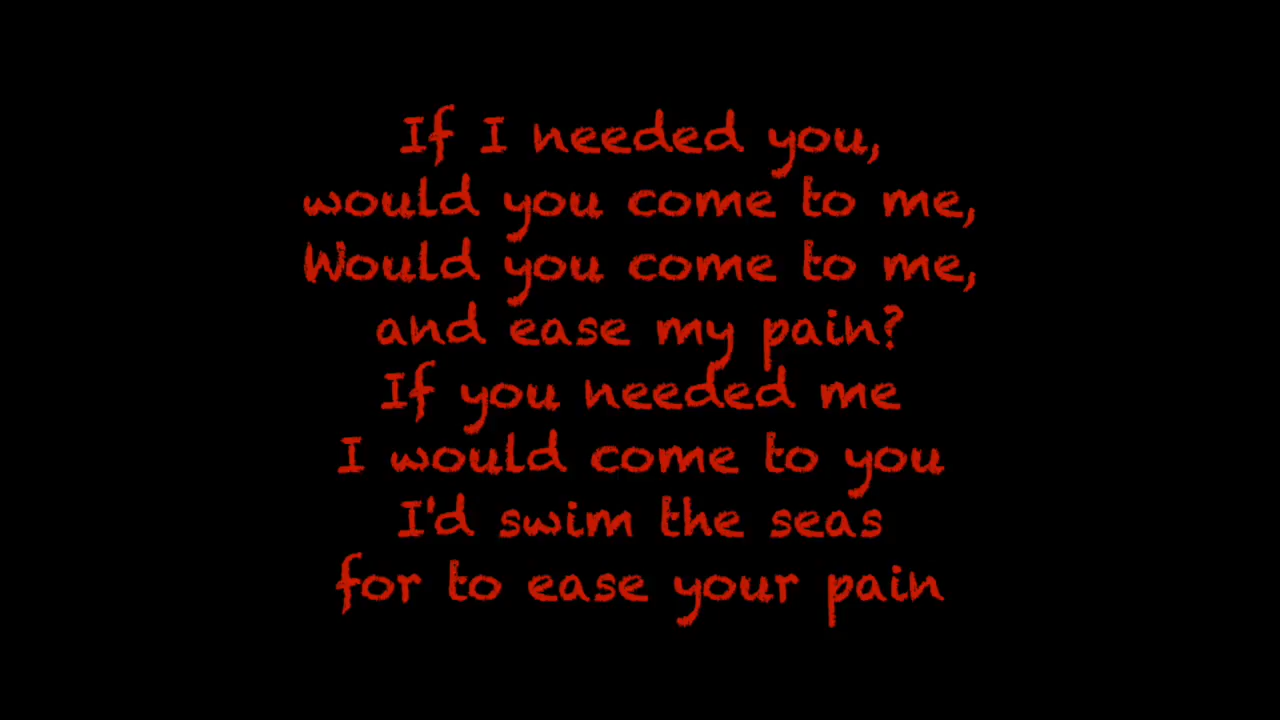 If I needed you,
would you come to me,
Would you come to me,
and ease my pain?
If you needed me
I would come to you
I'd swim the seas
for to ease your pain